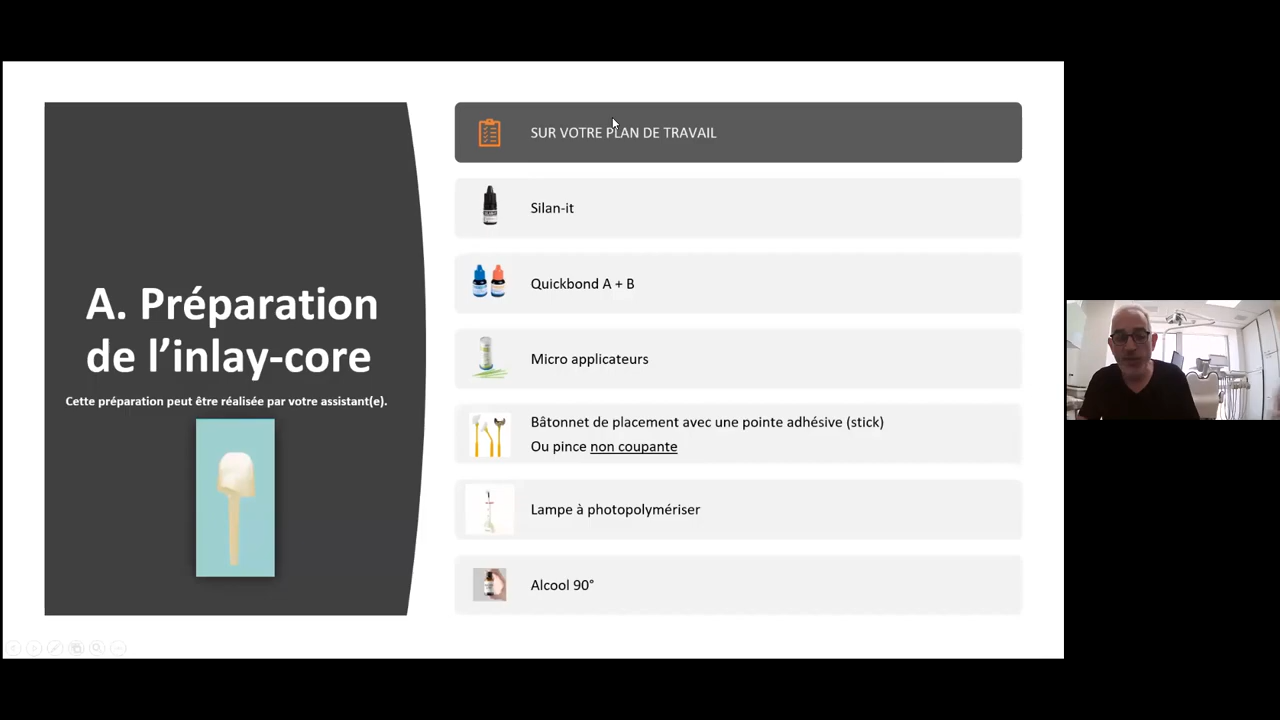 A. Préparation
de l’inlay-core
Cette préparation peut être réalisée par votre assistant(e).
SUR VOTRE PLAN DE TRAVAIL
Silan-it
Quickbond A + B
Micro applicateurs
Bâtonnet de placement avec une pointe adhésive (stick)
Ou pince non coupante
Lampe à photopolymériser
Alcool 90°